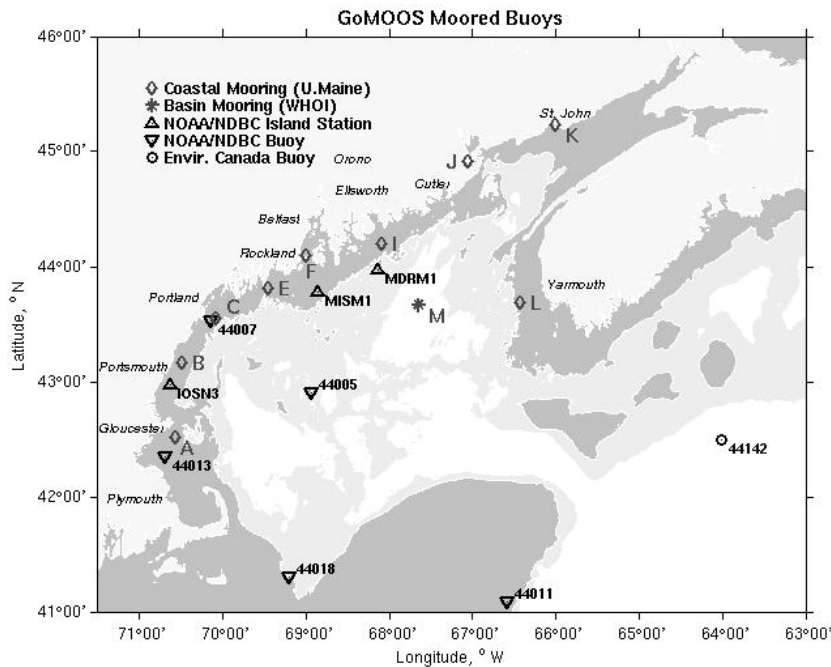 GoMOOS Moored Buoys
46°00'
45°00'
44°00'
43°00'
42°00'
41°00'
Latitude, °N
Coastal Mooring (U.Maine)
Basin Mooring (WHOI)
NOAA/NDBC Island Station
NOAA/NDBC Buoy
Envir. Canada Buoy
St. John
K
Orono
J
Cutler
Ellsworth
Belfast
Rockland
F
I
MDRM1
E
MISM1
Portland
C
44007
M
Yarmouth
L
Portsmouth
B
IOSN3
44005
Gloucester
A
44013
44142
Plymouth
44018
44011
71°00'
70°00'
69°00'
68°00'
67°00'
66°00'
65°00'
64°00'
63°00'
Longitude, °W